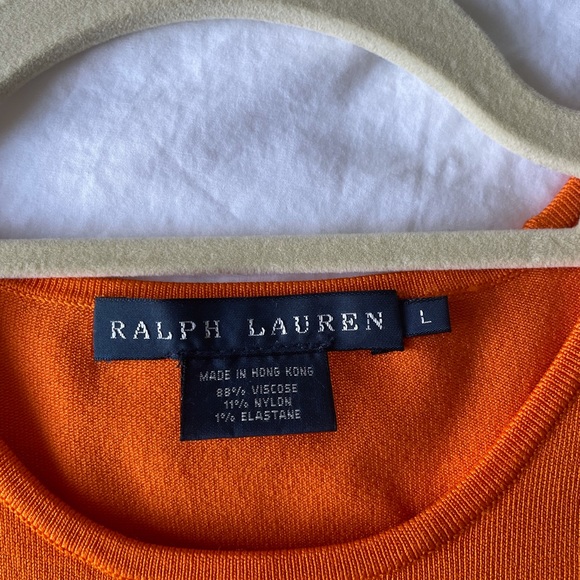 RALPH LAUREN L
MADE IN HONG KONG
88% VISCOSE
11% NYLON
1% ELASTANE